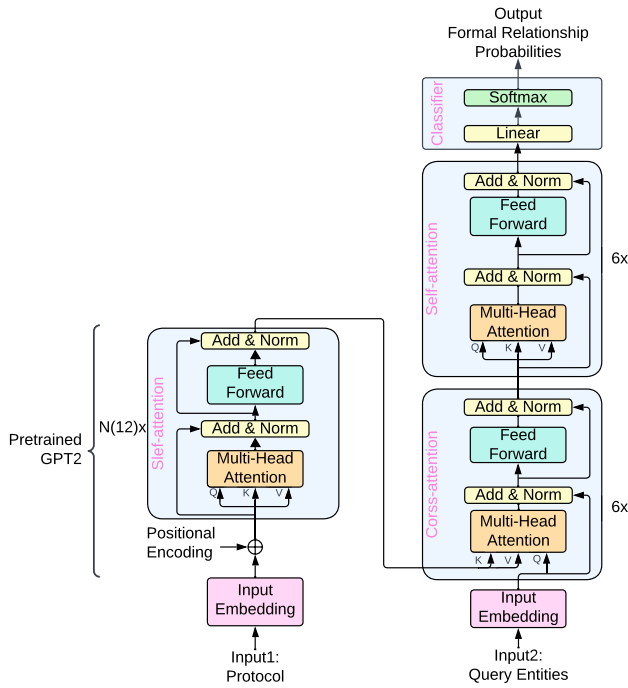 Output
Formal Relationship
Probabilities
Softmax
Linear
Classifier
Add & Norm
Feed
Forward
Add & Norm
Multi-Head
Attention
Q
K
V
Self-attention
6x
Add & Norm
Feed
Forward
Add & Norm
Multi-Head
Attention
K
V
Q
Corss-attention
6x
Input
Embedding
Input2:
Query Entities
Add & Norm
Feed
Forward
Add & Norm
Multi-Head
Attention
Q
K
V
Slef-attention
N(12)x
Pretrained
GPT2
Positional
Encoding
Input
Embedding
Input1:
Protocol